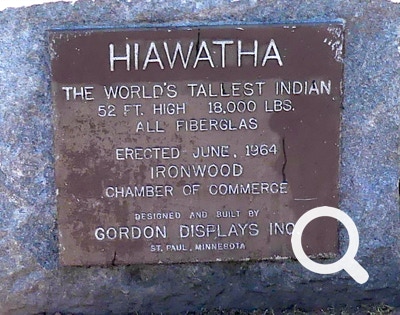 HIAWATHA
THE WORLD'S TALLEST INDIAN
52 FT. HIGH 18,000 LBS.
ALL FIBERGLAS
ERECTED JUNE, 1964
IRONWOOD
CHAMBER OF COMMERCE
DESIGNED AND BUILT BY
GORDON DISPLAYS INC
ST. PAUL, MINNESOTA